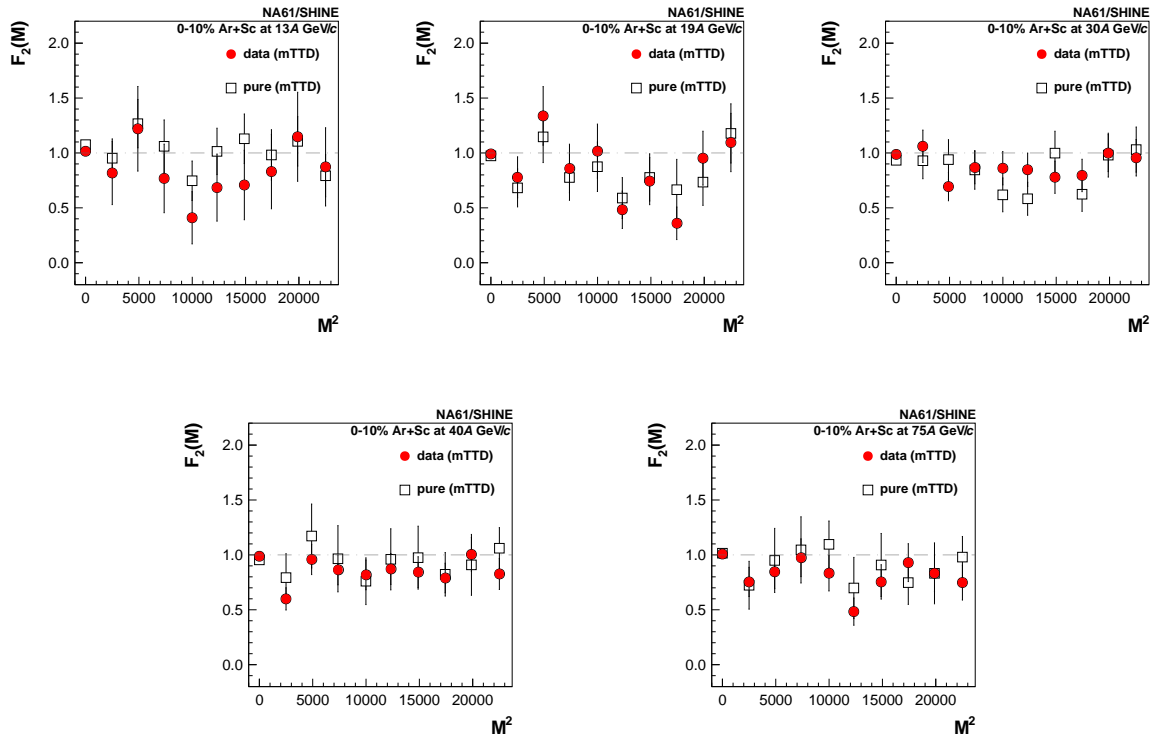 NA61/SHINE
0-10% Ar+Sc at 13A GeV/c
F₂(M)
2.0
data (mTTD)
pure (mTTD)
1.5
1.0
0.5
0.0
0 5000 10000 15000 20000
M²
NA61/SHINE
0-10% Ar+Sc at 19A GeV/c
F₂(M)
2.0
data (mTTD)
pure (mTTD)
1.5
1.0
0.5
0.0
0 5000 10000 15000 20000
M²
NA61/SHINE
0-10% Ar+Sc at 30A GeV/c
F₂(M)
2.0
data (mTTD)
pure (mTTD)
1.5
1.0
0.5
0.0
0 5000 10000 15000 20000
M²
NA61/SHINE
0-10% Ar+Sc at 40A GeV/c
F₂(M)
2.0
data (mTTD)
pure (mTTD)
1.5
1.0
0.5
0.0
0 5000 10000 15000 20000
M²
NA61/SHINE
0-10% Ar+Sc at 75A GeV/c
F₂(M)
2.0
data (mTTD)
pure (mTTD)
1.5
1.0
0.5
0.0
0 5000 10000 15000 20000
M²